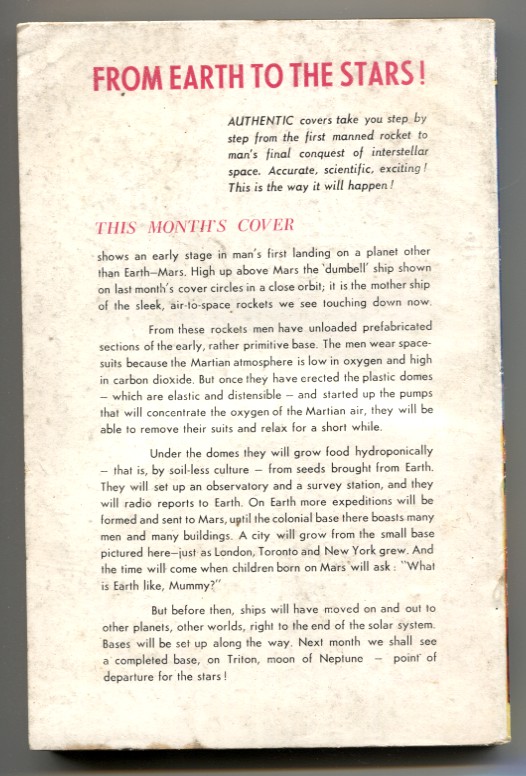 FROM EARTH TO THE STARS!
AUTHENTIC covers take you step by
step from the first manned rocket to
man's final conquest of interstellar
space. Accurate, scientific, exciting!
This is the way it will happen!
THIS MONTH'S COVER
shows an early stage in man's first landing on a planet other
than Earth—Mars. High up above Mars the 'dumbell' ship shown
on last month's cover circles in a close orbit; it is the mother ship
of the sleek, air-to-space rockets we see touching down now.
From these rockets men have unloaded prefabricated
sections of the early, rather primitive base. The men wear space-
suits because the Martian atmosphere is low in oxygen and high
in carbon dioxide. But once they have erected the plastic domes
— which are elastic and distensible — and started up the pumps
that will concentrate the oxygen of the Martian air, they will be
able to remove their suits and relax for a short while.
Under the domes they will grow food hydroponically
— that is, by soil-less culture — from seeds brought from Earth.
They will set up an observatory and a survey station, and they
will radio reports to Earth. On Earth more expeditions will be
formed and sent to Mars, until the colonial base there boasts many
men and many buildings. A city will grow from the small base
pictured here—just as London, Toronto and New York grew. And
the time will come when children born on Mars will ask: "What
is Earth like, Mummy?"
But before then, ships will have moved on and out to
other planets, other worlds, right to the end of the solar system.
Bases will be set up along the way. Next month we shall see
a completed base, on Triton, moon of Neptune — point of
departure for the stars!